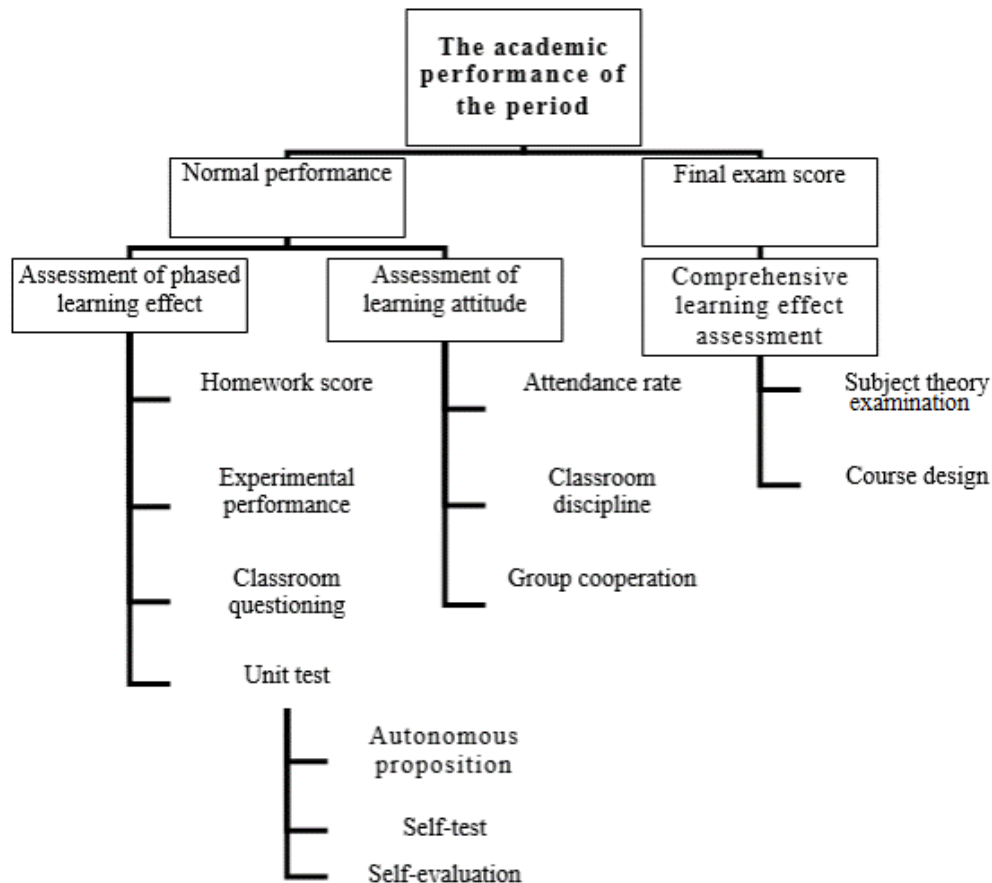 The academic
performance of
the period
Normal performance
Final exam score
Assessment of phased
learning effect
Assessment of
learning attitude
Comprehensive
learning effect
assessment
Homework score
Experimental
performance
Classroom
questioning
Unit test
Autonomous
proposition
Self-test
Self-evaluation
Attendance rate
Classroom
discipline
Group cooperation
Subject theory
examination
Course design